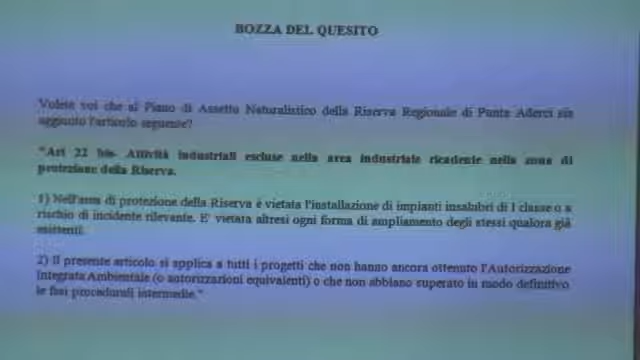 BOZZA DEL QUESITO
Volete voi che al Piano di Assetto Naturalistico della Riserva Regionale di Punta Aderci sia
aggiunto l'articolo seguente?
"Art 22 bis- Attività industriali escluse nella area industriale ricadente nella zona di
protezione della Riserva.
1) Nell'area di protezione della Riserva è vietata l'installazione di impianti insalubri di I classe o a
rischio di incidente rilevante. E' vietata altresì ogni forma di ampliamento degli stessi qualora già
esistenti.
2) Il presente articolo si applica a tutti i progetti che non hanno ancora ottenuto l'Autorizzazione
Integrata Ambientale (o autorizzazioni equivalenti) o che non abbiano superato in modo definitivo
le fasi procedurali intermedie."